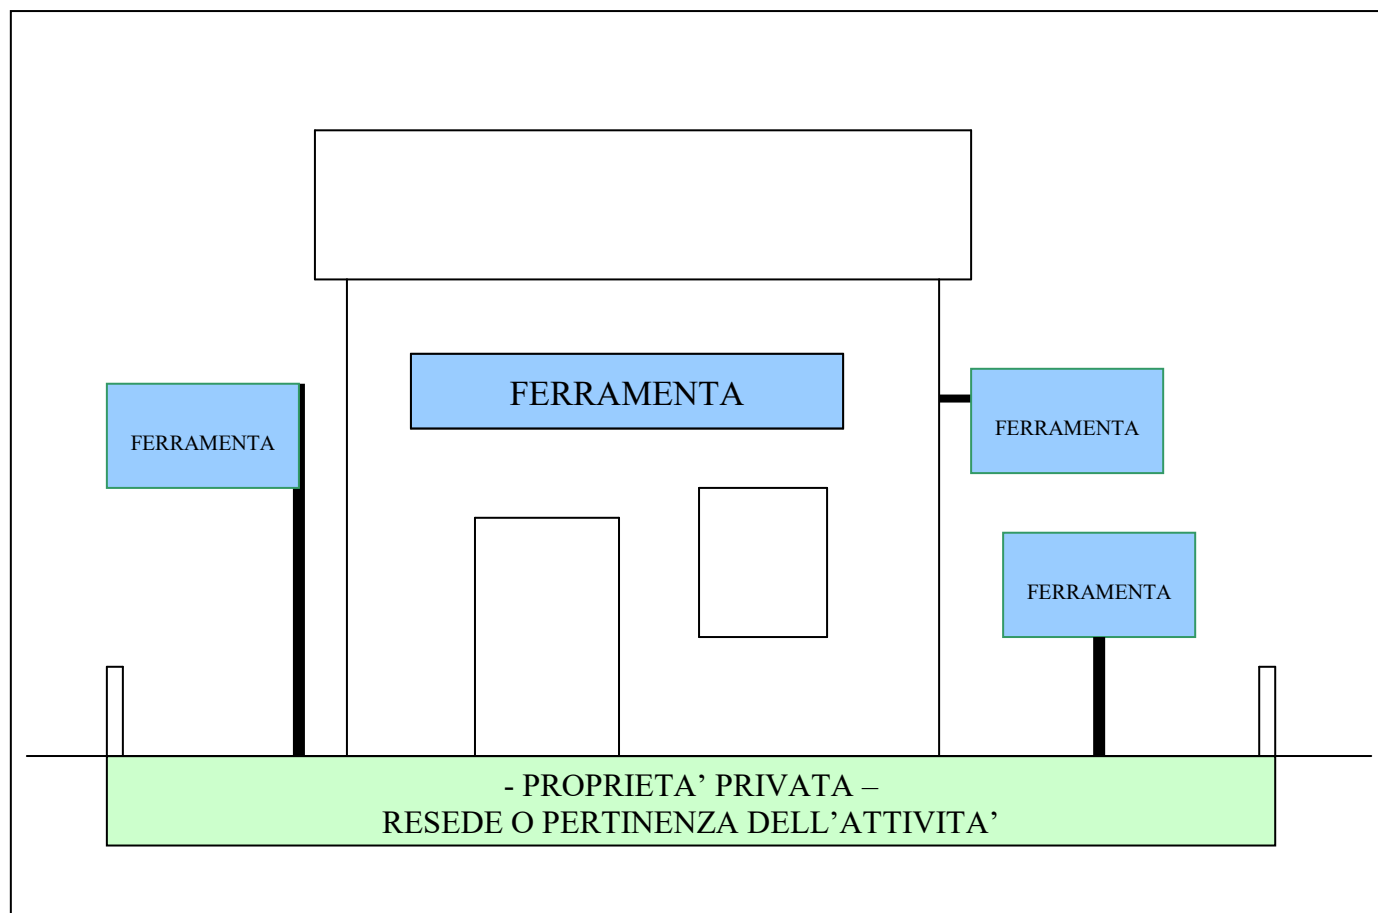 FERRAMENTA
FERRAMENTA
FERRAMENTA
FERRAMENTA
- PROPRIETA’ PRIVATA –
RESEDE O PERTINENZA DELL’ATTIVITA’